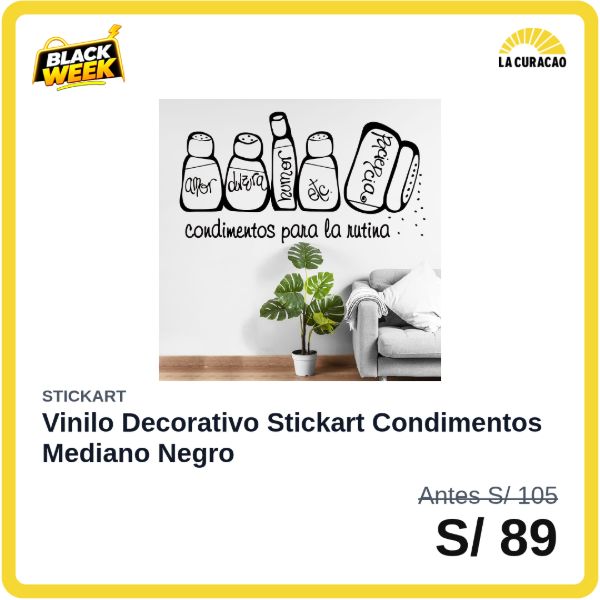 BLACK
WEEK
LA CURACAO
amor
dulzura
humor
etc.
paciencia
condimentos para la rutina
STICKART
Vinilo Decorativo Stickart Condimentos
Mediano Negro
Antes S/ 105
S/ 89